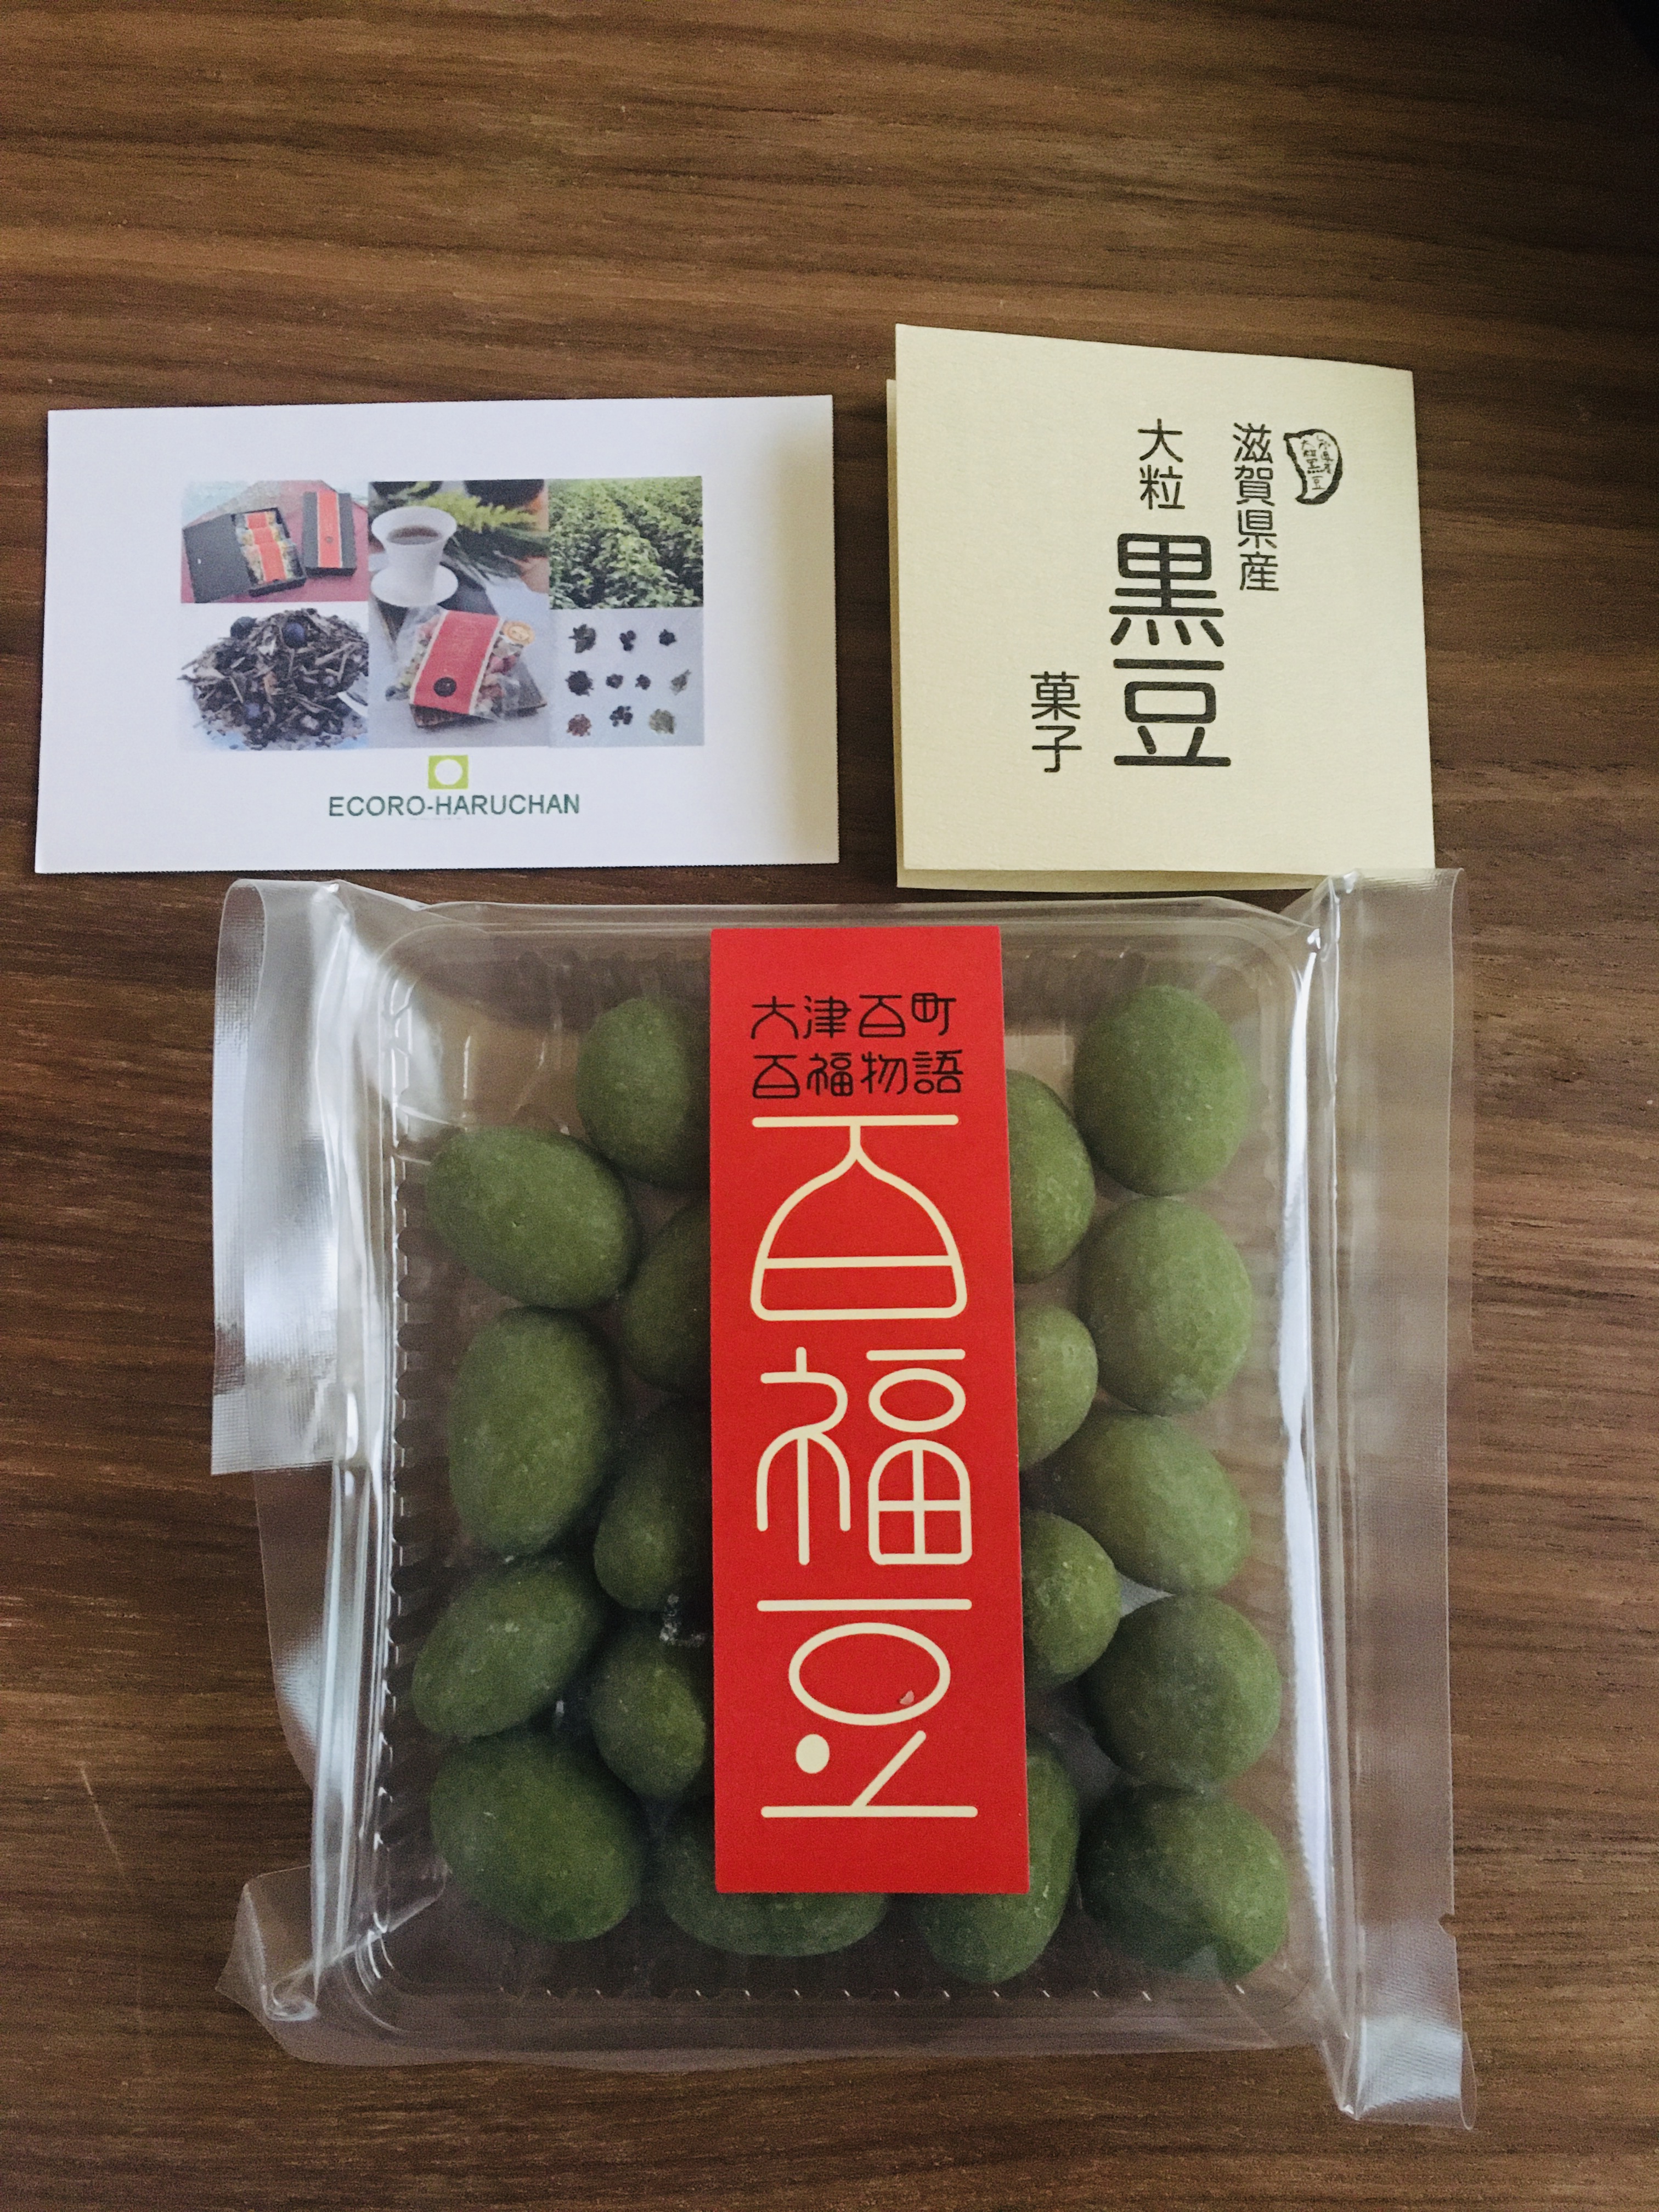 ECORO-HARUCHAN
滋賀県産
大粒 黒豆
菓子
大津百町
百福物語
百福豆